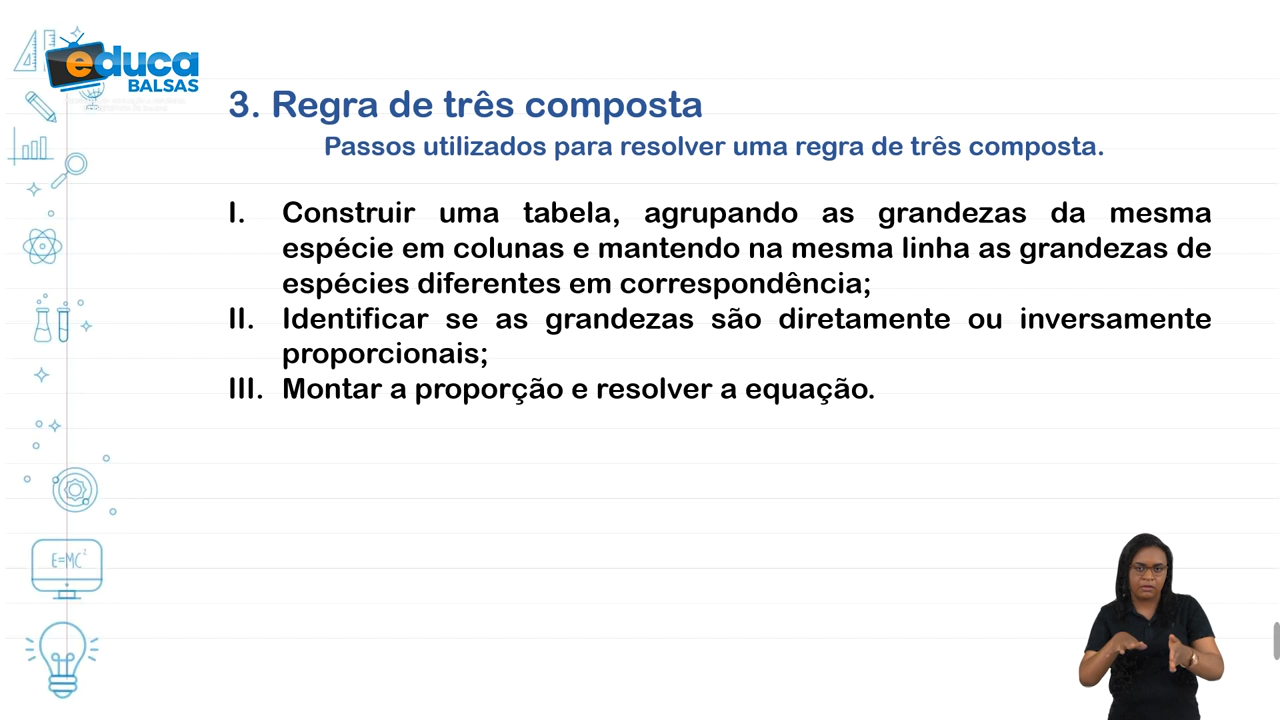 educa
BALSAS
3. Regra de três composta
Passos utilizados para resolver uma regra de três composta.
I. Construir uma tabela, agrupando as grandezas da mesma
espécie em colunas e mantendo na mesma linha as grandezas de
espécies diferentes em correspondência;
II. Identificar se as grandezas são diretamente ou inversamente
proporcionais;
III. Montar a proporção e resolver a equação.
E=MC²